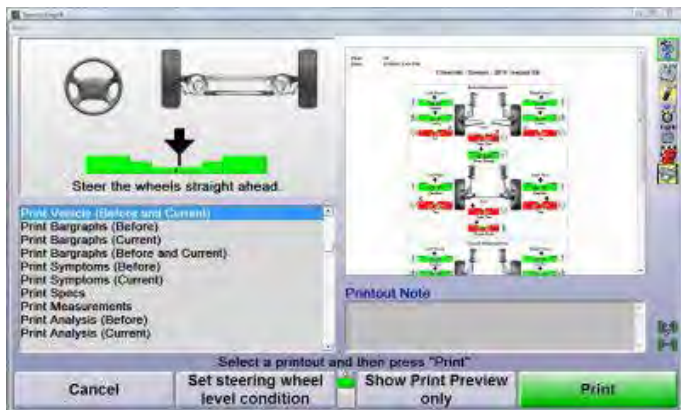 Steer the wheels straight ahead.
Print Vehicle (Before and Current)
Print Bargraphs (Before)
Print Bargraphs (Current)
Print Bargraphs (Before and Current)
Print Symptoms (Before)
Print Symptoms (Current)
Print Specs
Print Measurements
Print Analysis (Before)
Print Analysis (Current)
Printout Note
Select a printout and then press "Print"
Cancel
Set steering wheel
level condition
Show Print Preview
only
Print